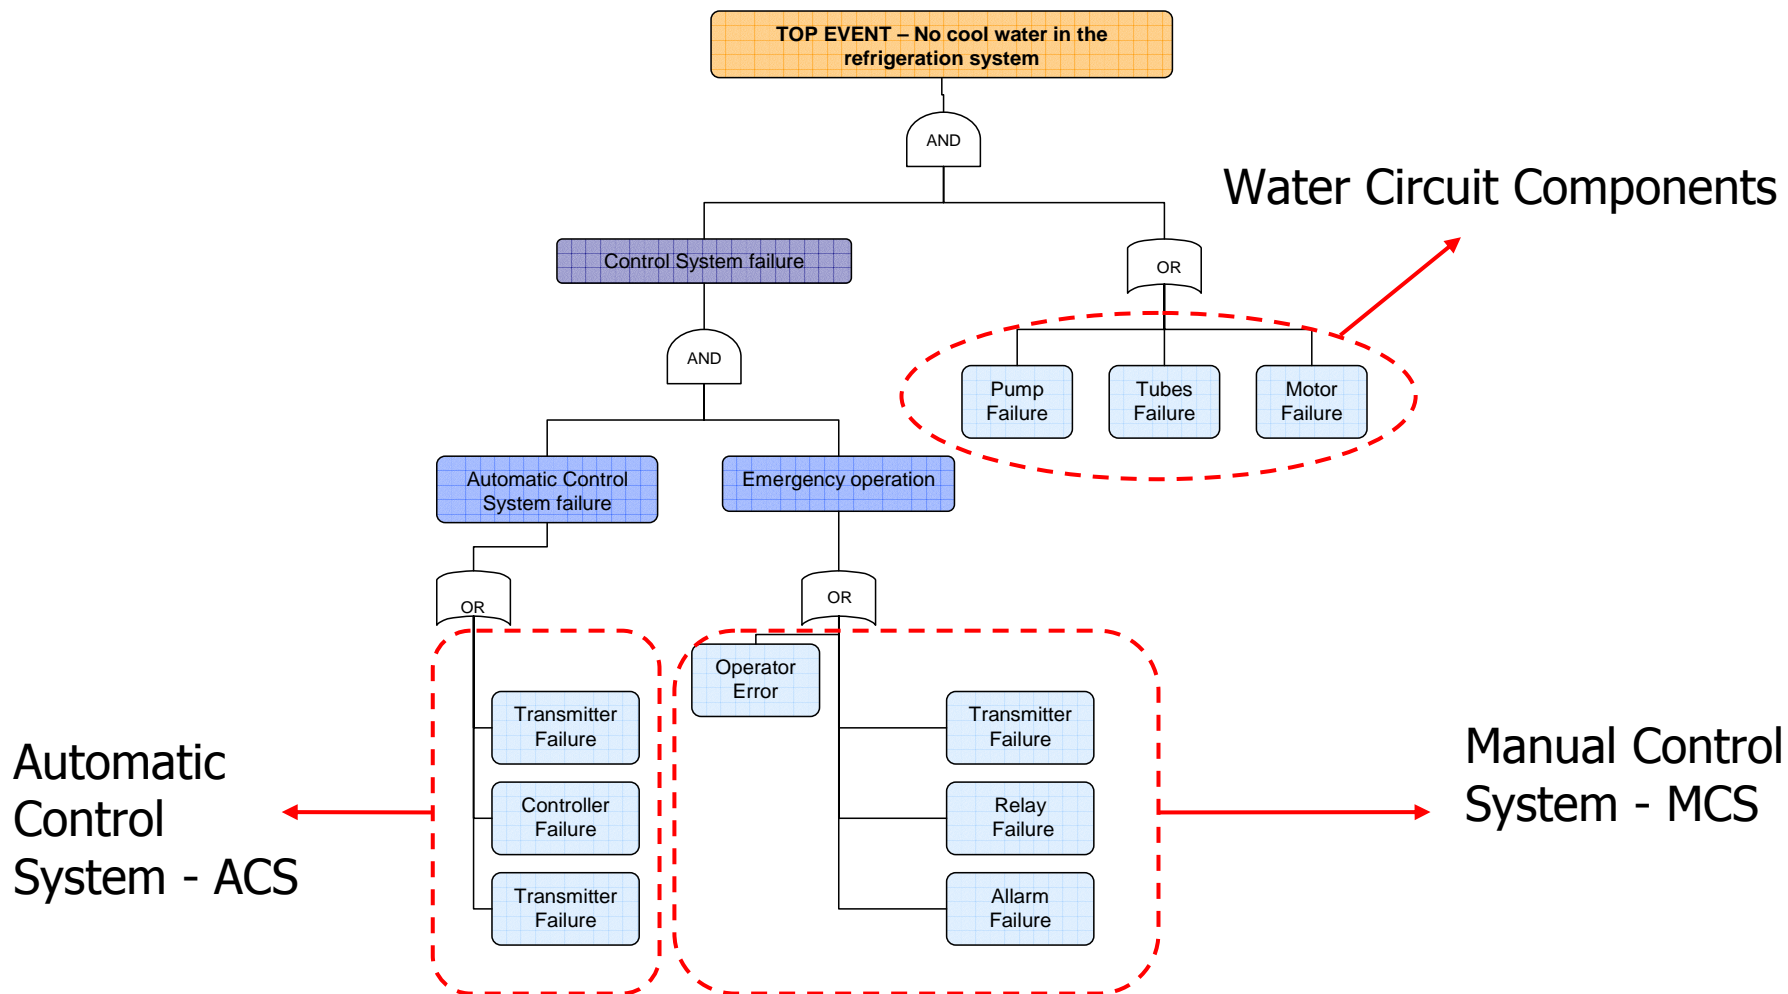 TOP EVENT – No cool water in the
refrigeration system
AND
Water Circuit Components
Control System failure
OR
AND
Pump
Failure
Tubes
Failure
Motor
Failure
Automatic Control
System failure
Emergency operation
OR
OR
Operator
Error
Transmitter
Failure
Controller
Failure
Transmitter
Failure
Transmitter
Failure
Relay
Failure
Allarm
Failure
Automatic
Control
System - ACS
Manual Control
System - MCS